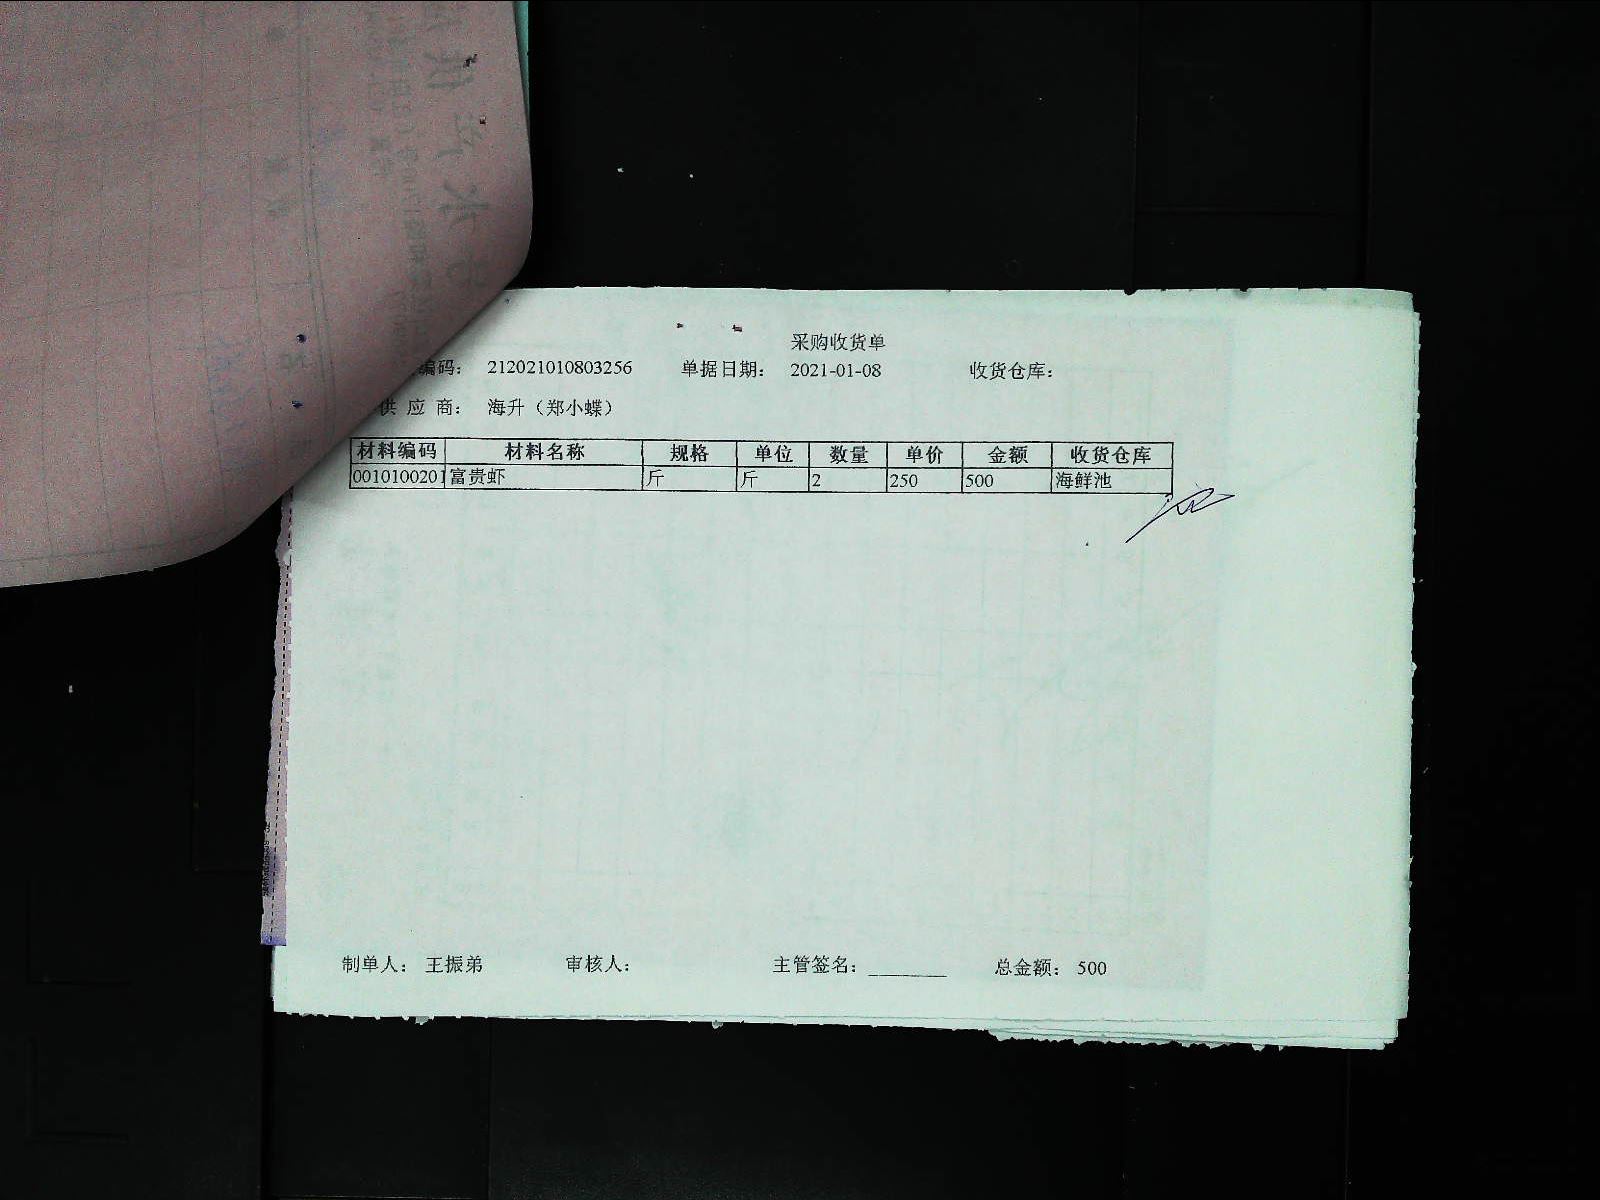 采购收货单
编码： 212021010803256 单据日期： 2021-01-08 收货仓库：
供 应 商： 海升（郑小蝶）
材料编码 材料名称 规格 单位 数量 单价 金额 收货仓库
0010100201 富贵虾 斤 斤 2 250 500 海鲜池
制单人： 王振弟 审核人： 主管签名： ________ 总金额： 500